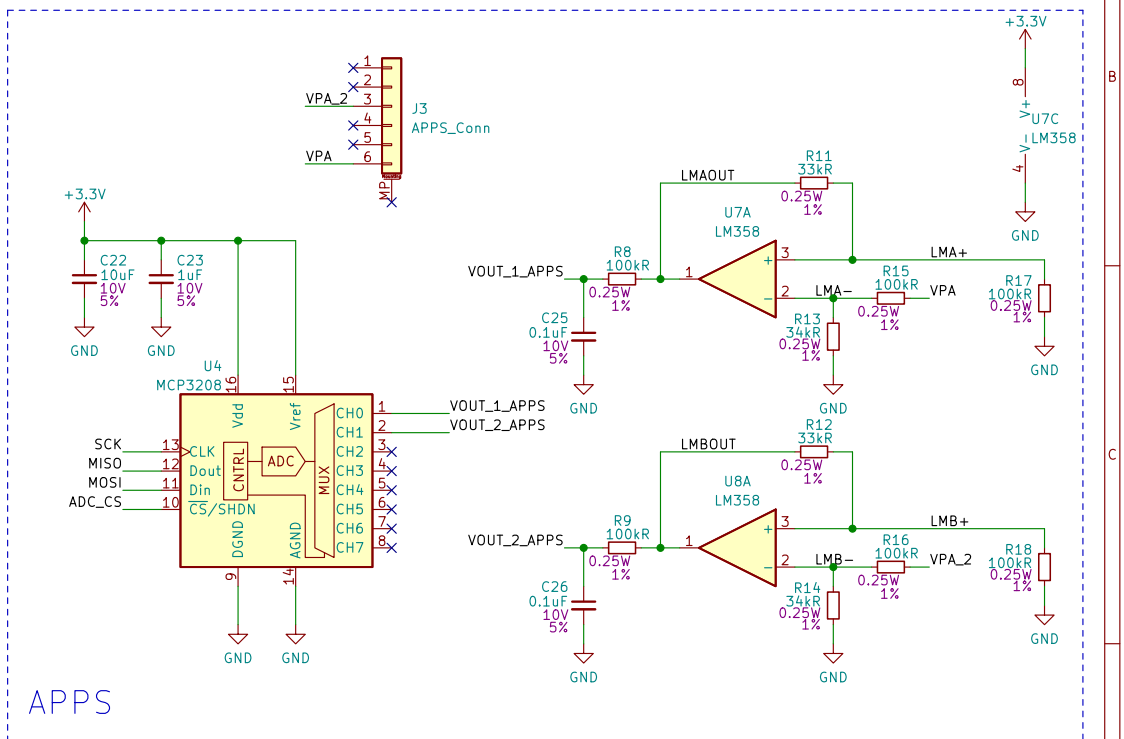 +3.3V
B
1
2
VPA_2
3
4
5
VPA
6
J3
APPS_Conn
MP
8
V+
U7C
LM358
V-
4
GND
+3.3V
C22
10uF
10V
5%
C23
1uF
10V
5%
GND
GND
LMAOUT
R11
33kR
0.25W
1%
U7A
LM358
VOUT_1_APPS
R8
100kR
0.25W
1%
1
3
+
2
−
LMA+
LMA−
R15
100kR
0.25W
1%
VPA
R17
100kR
0.25W
1%
GND
C25
0.1uF
10V
5%
GND
R13
34kR
0.25W
1%
GND
U4
MCP3208
16
15
Vdd
Vref
SCK
13
CLK
MISO
12
Dout
MOSI
11
Din
ADC_CS
10
CS/SHDN
CNTRL
ADC
MUX
CH0
1
VOUT_1_APPS
CH1
2
VOUT_2_APPS
CH2
3
CH3
4
CH4
5
CH5
6
CH6
7
CH7
8
DGND
AGND
9
14
GND
GND
C
LMBOUT
R12
33kR
0.25W
1%
U8A
LM358
VOUT_2_APPS
R9
100kR
0.25W
1%
1
3
+
2
−
LMB+
LMB−
R16
100kR
0.25W
1%
VPA_2
R18
100kR
0.25W
1%
GND
C26
0.1uF
10V
5%
GND
R14
34kR
0.25W
1%
GND
APPS